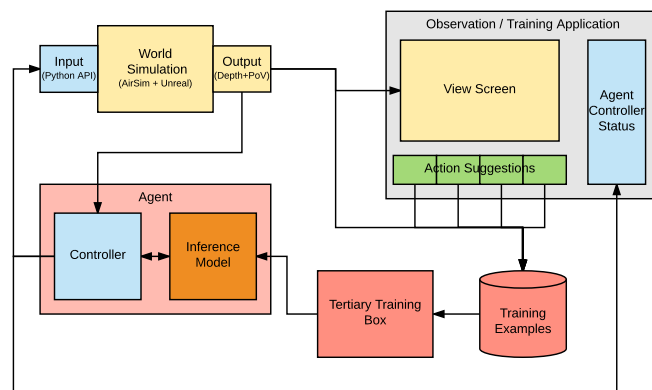 Observation / Training Application
Input
(Python API)
World
Simulation
(AirSim + Unreal)
Output
(Depth+PoV)
View Screen
Agent
Controller
Status
Action Suggestions
Agent
Controller
Inference
Model
Tertiary Training
Box
Training
Examples